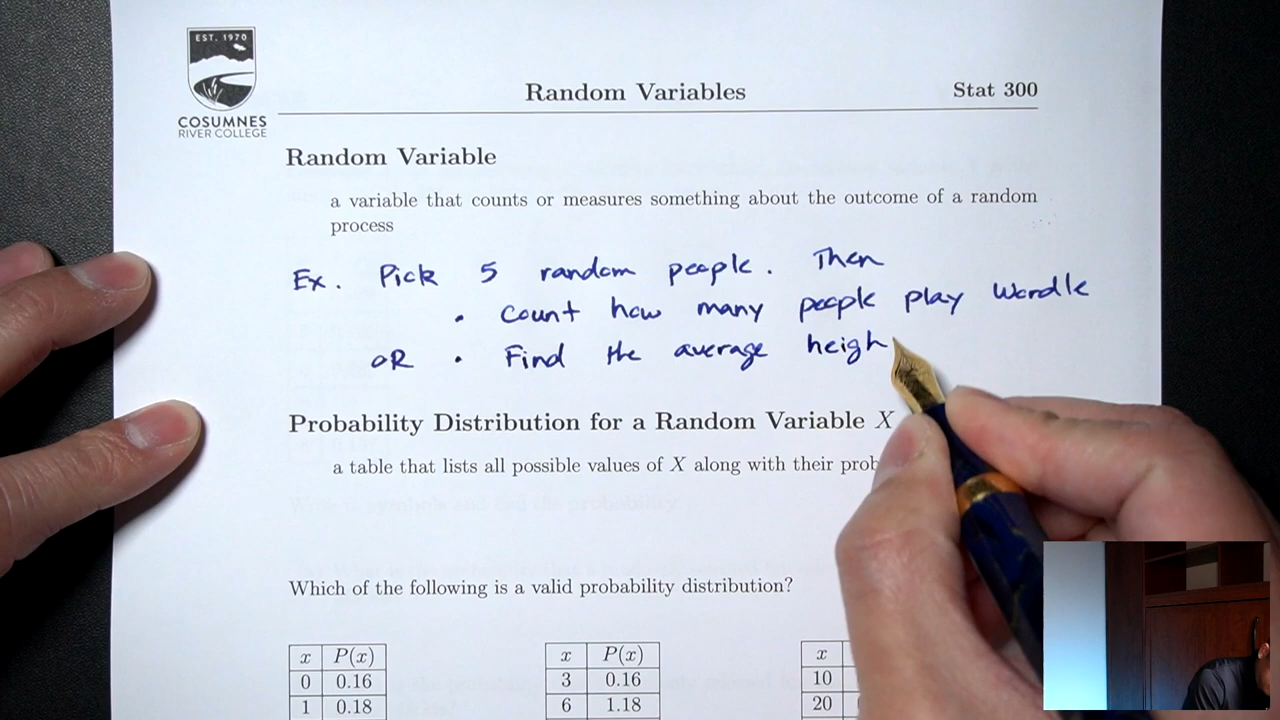 EST. 1970
COSUMNES
RIVER COLLEGE
Random Variables
Stat 300
Random Variable
a variable that counts or measures something about the outcome of a random
process
Ex. Pick 5 random people. Then
• Count how many people play Wordle
OR • Find the average heigh
Probability Distribution for a Random Variable X
a table that lists all possible values of X along with their prob
Which of the following is a valid probability distribution?
x P(x)
0 0.16
1 0.18
x P(x)
3 0.16
6 1.18
x
10
20